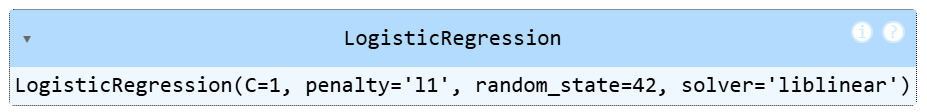 LogisticRegression
LogisticRegression(C=1, penalty='l1', random_state=42, solver='liblinear')